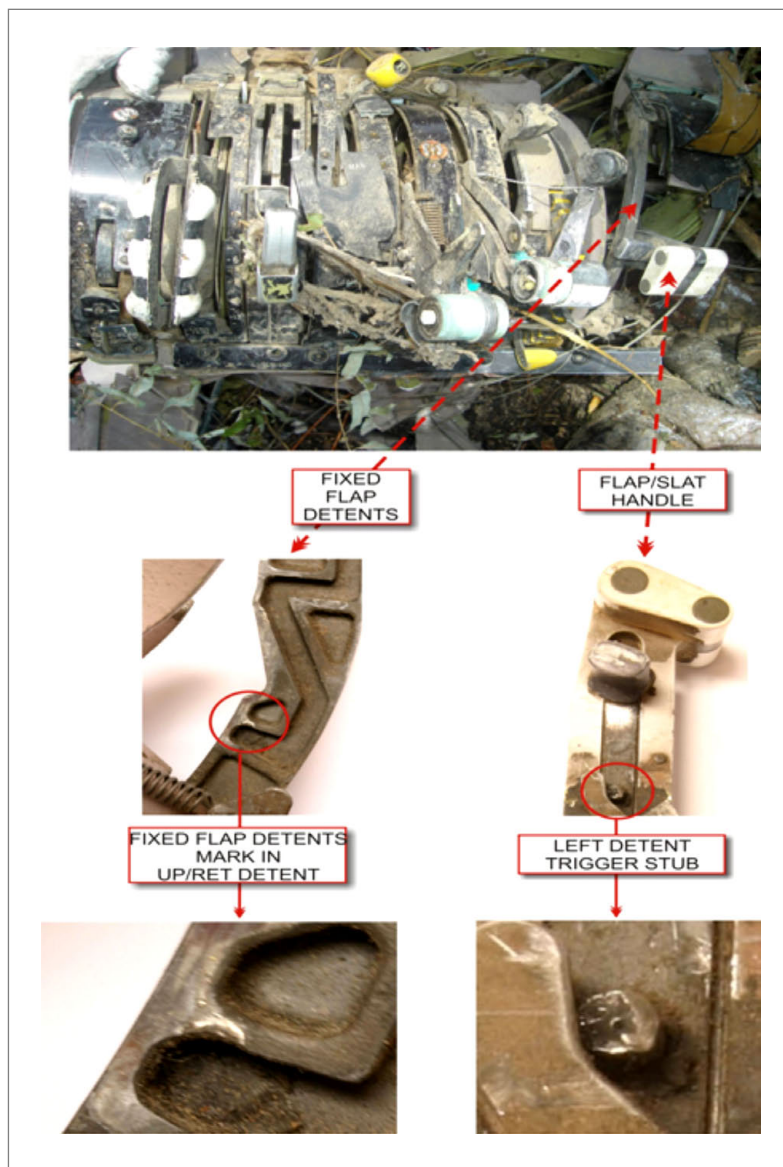 FIXED
FLAP
DETENTS
FLAP/SLAT
HANDLE
FIXED FLAP DETENTS
MARK IN
UP/RET DETENT
LEFT DETENT
TRIGGER STUB